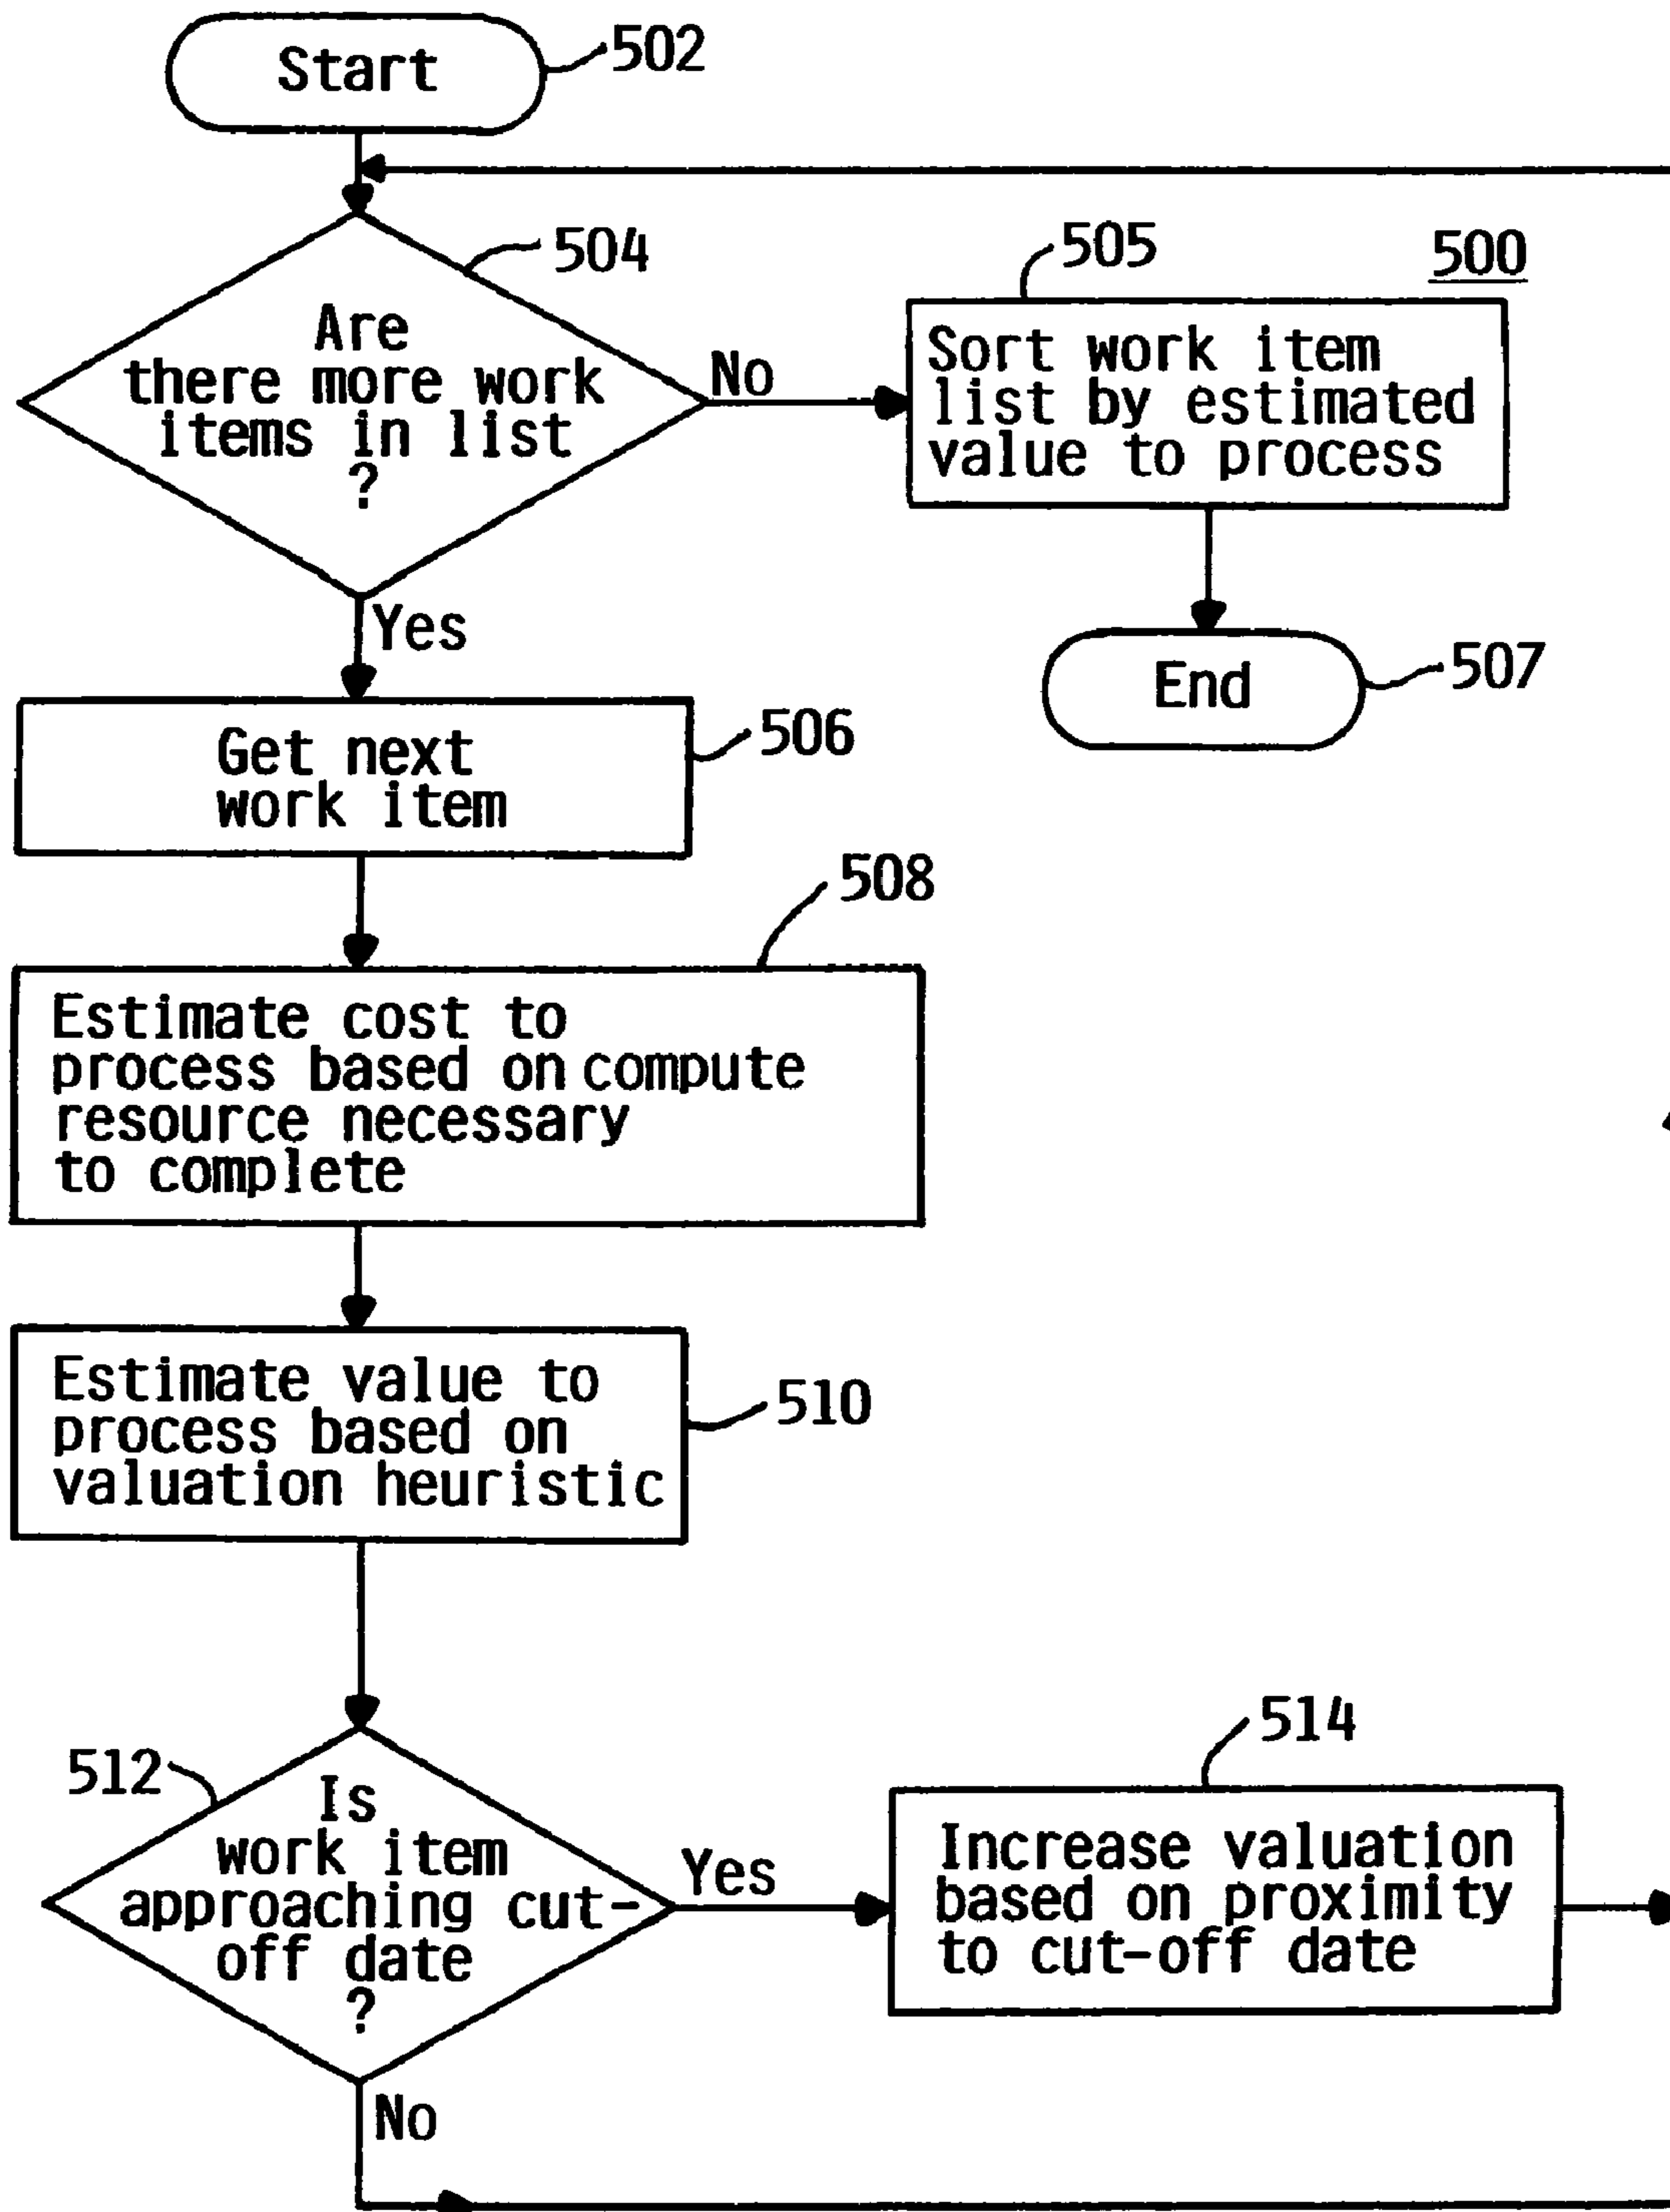 Start
502
504
505
500
Are
there more work
items in list
?
No
Sort work item
list by estimated
value to process
Yes
End
507
Get next
work item
506
508
Estimate cost to
process based on compute
resource necessary
to complete
Estimate value to
process based on
valuation heuristic
510
512
Is
work item
approaching cut-
off date
?
Yes
514
Increase valuation
based on proximity
to cut-off date
No